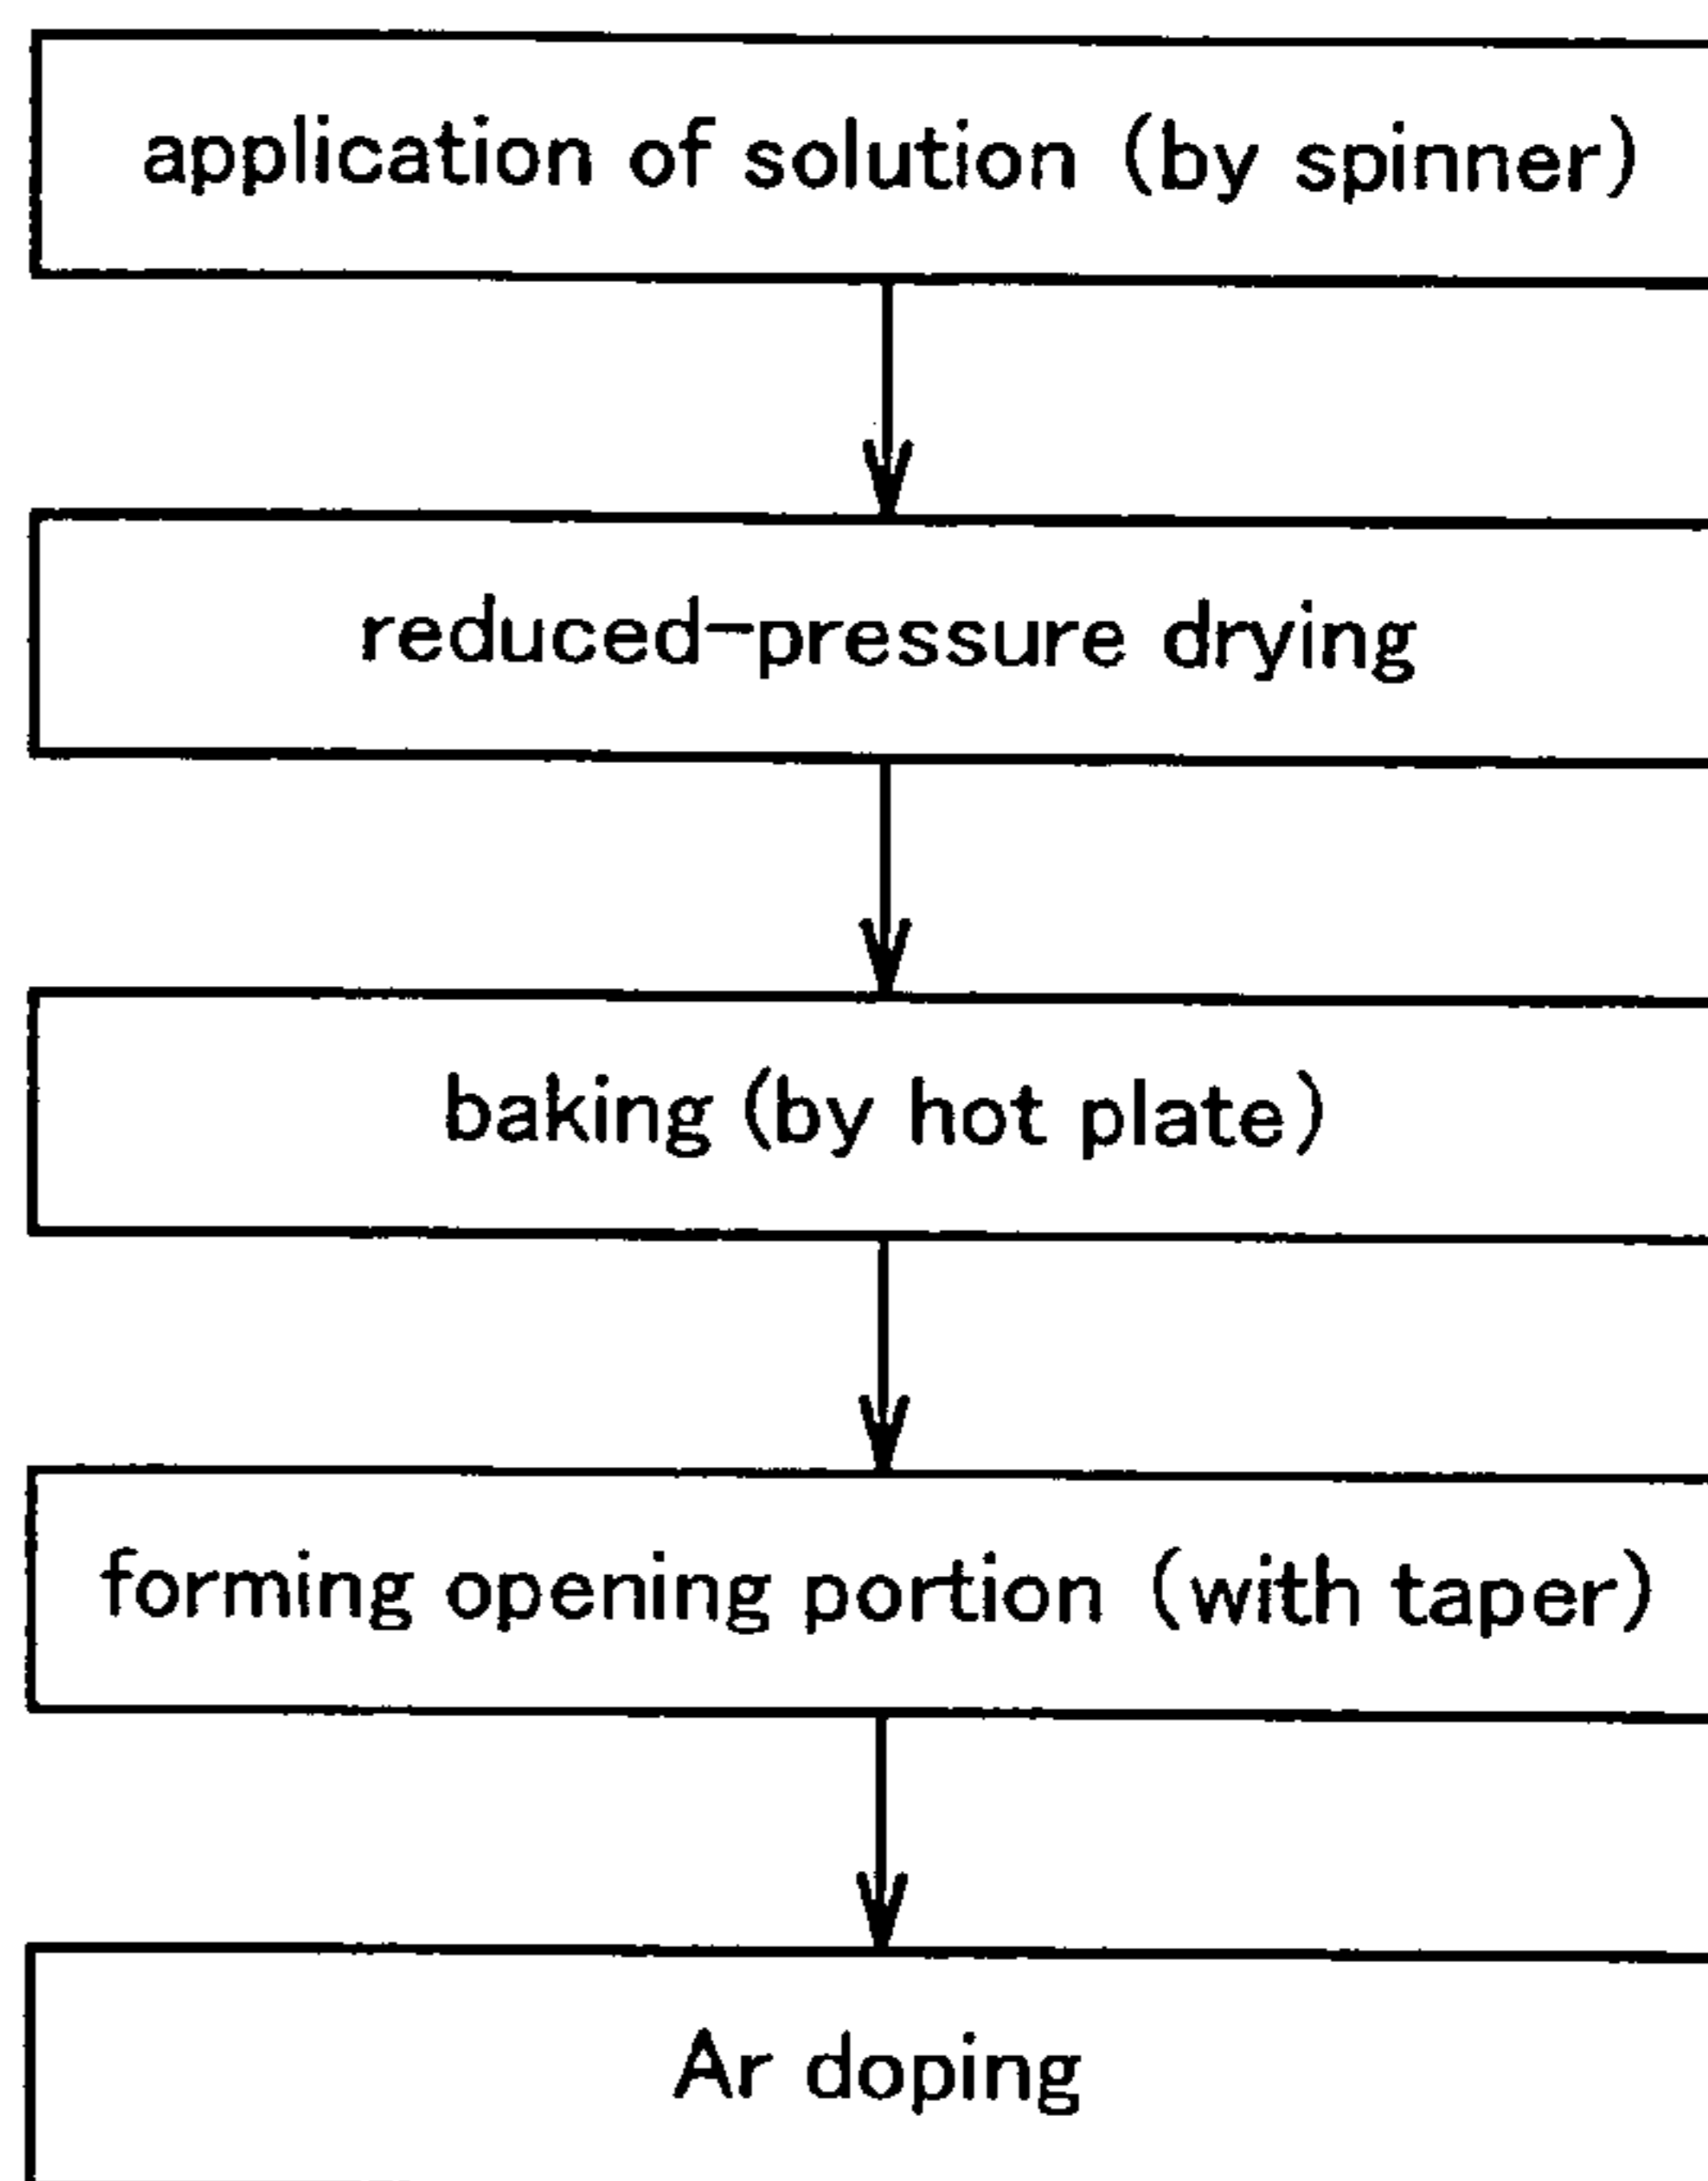 application of solution (by spinner)
reduced-pressure drying
baking (by hot plate)
forming opening portion (with taper)
Ar doping